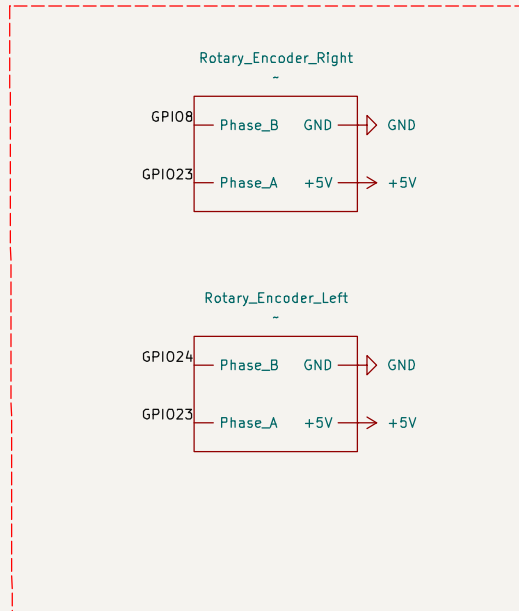 Rotary_Encoder_Right
~
GPIO8 Phase_B GND GND
GPIO23 Phase_A +5V +5V
Rotary_Encoder_Left
~
GPIO24 Phase_B GND GND
GPIO23 Phase_A +5V +5V